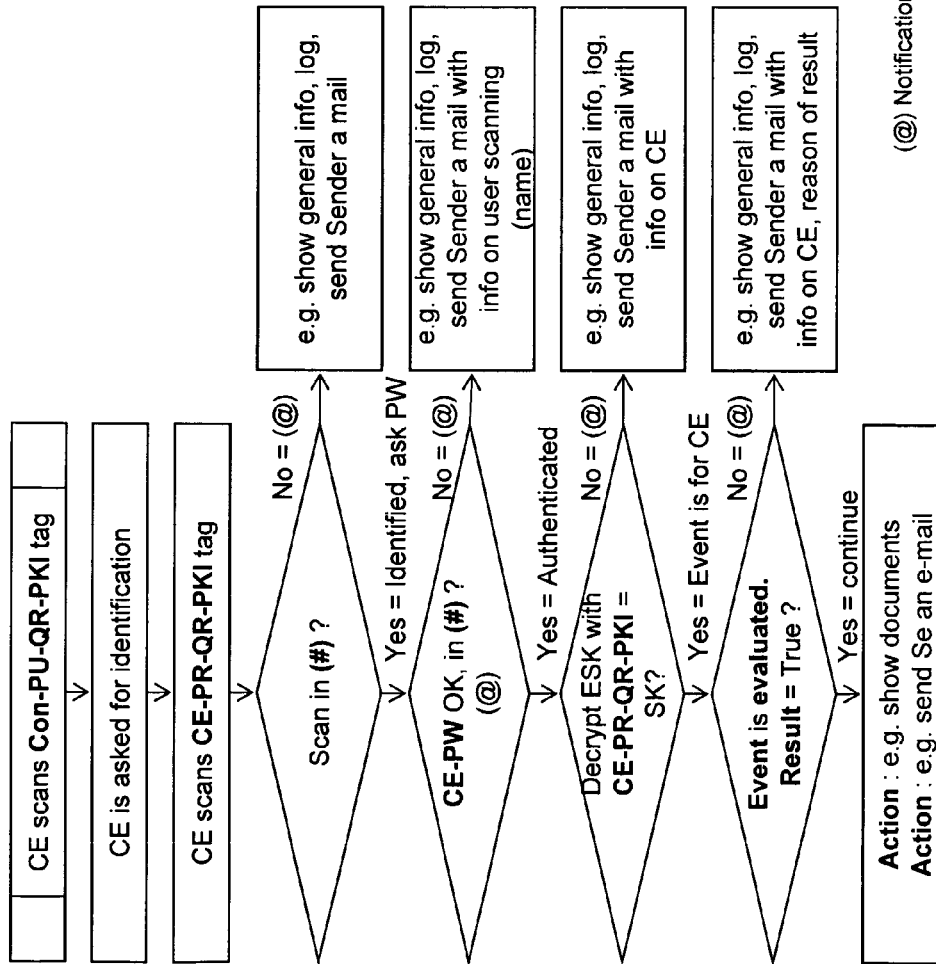 CE scans Con-PU-QR-PKI tag
CE is asked for identification
CE scans CE-PR-QR-PKI tag
Scan in (#) ?
No = (@)
e.g. show general info, log,
send Sender a mail
Yes = Identified, ask PW
CE-PW OK, in (#) ?
(@)
No = (@)
e.g. show general info, log,
send Sender a mail with
info on user scanning
(name)
Yes = Authenticated
Decrypt ESK with
CE-PR-QR-PKI =
SK?
No = (@)
e.g. show general info, log,
send Sender a mail with
info on CE
Yes = Event is for CE
Event is evaluated.
Result = True ?
No = (@)
e.g. show general info, log,
send Sender a mail with
info on CE, reason of result
Yes = continue
Action : e.g. show documents
Action : e.g. send Se an e-mail
(@) Notification